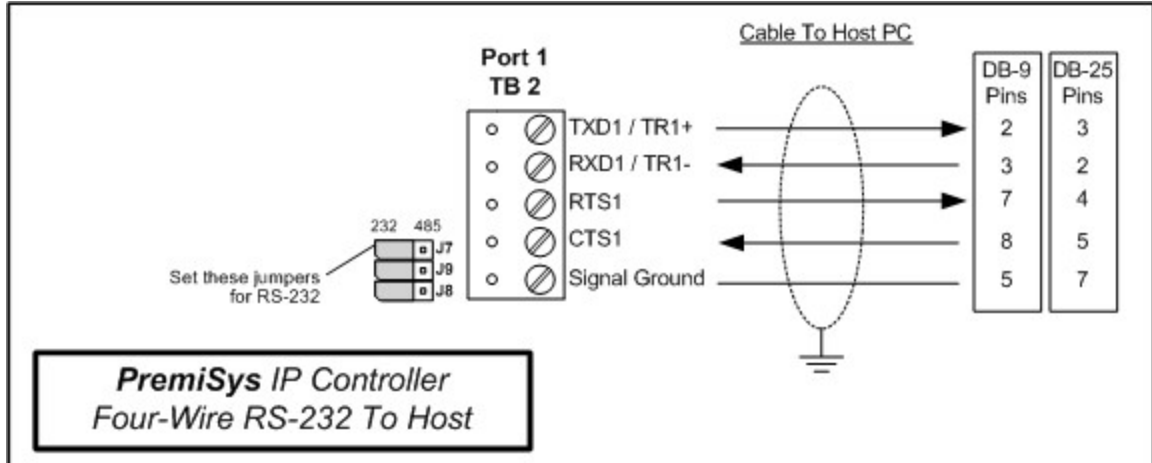 Cable To Host PC
Port 1
TB 2
DB-9
Pins
DB-25
Pins
TXD1 / TR1+ 2 3
RXD1 / TR1- 3 2
RTS1 7 4
CTS1 8 5
Signal Ground 5 7
232 485
J7
J9
J8
Set these jumpers
for RS-232
PremiSys IP Controller
Four-Wire RS-232 To Host